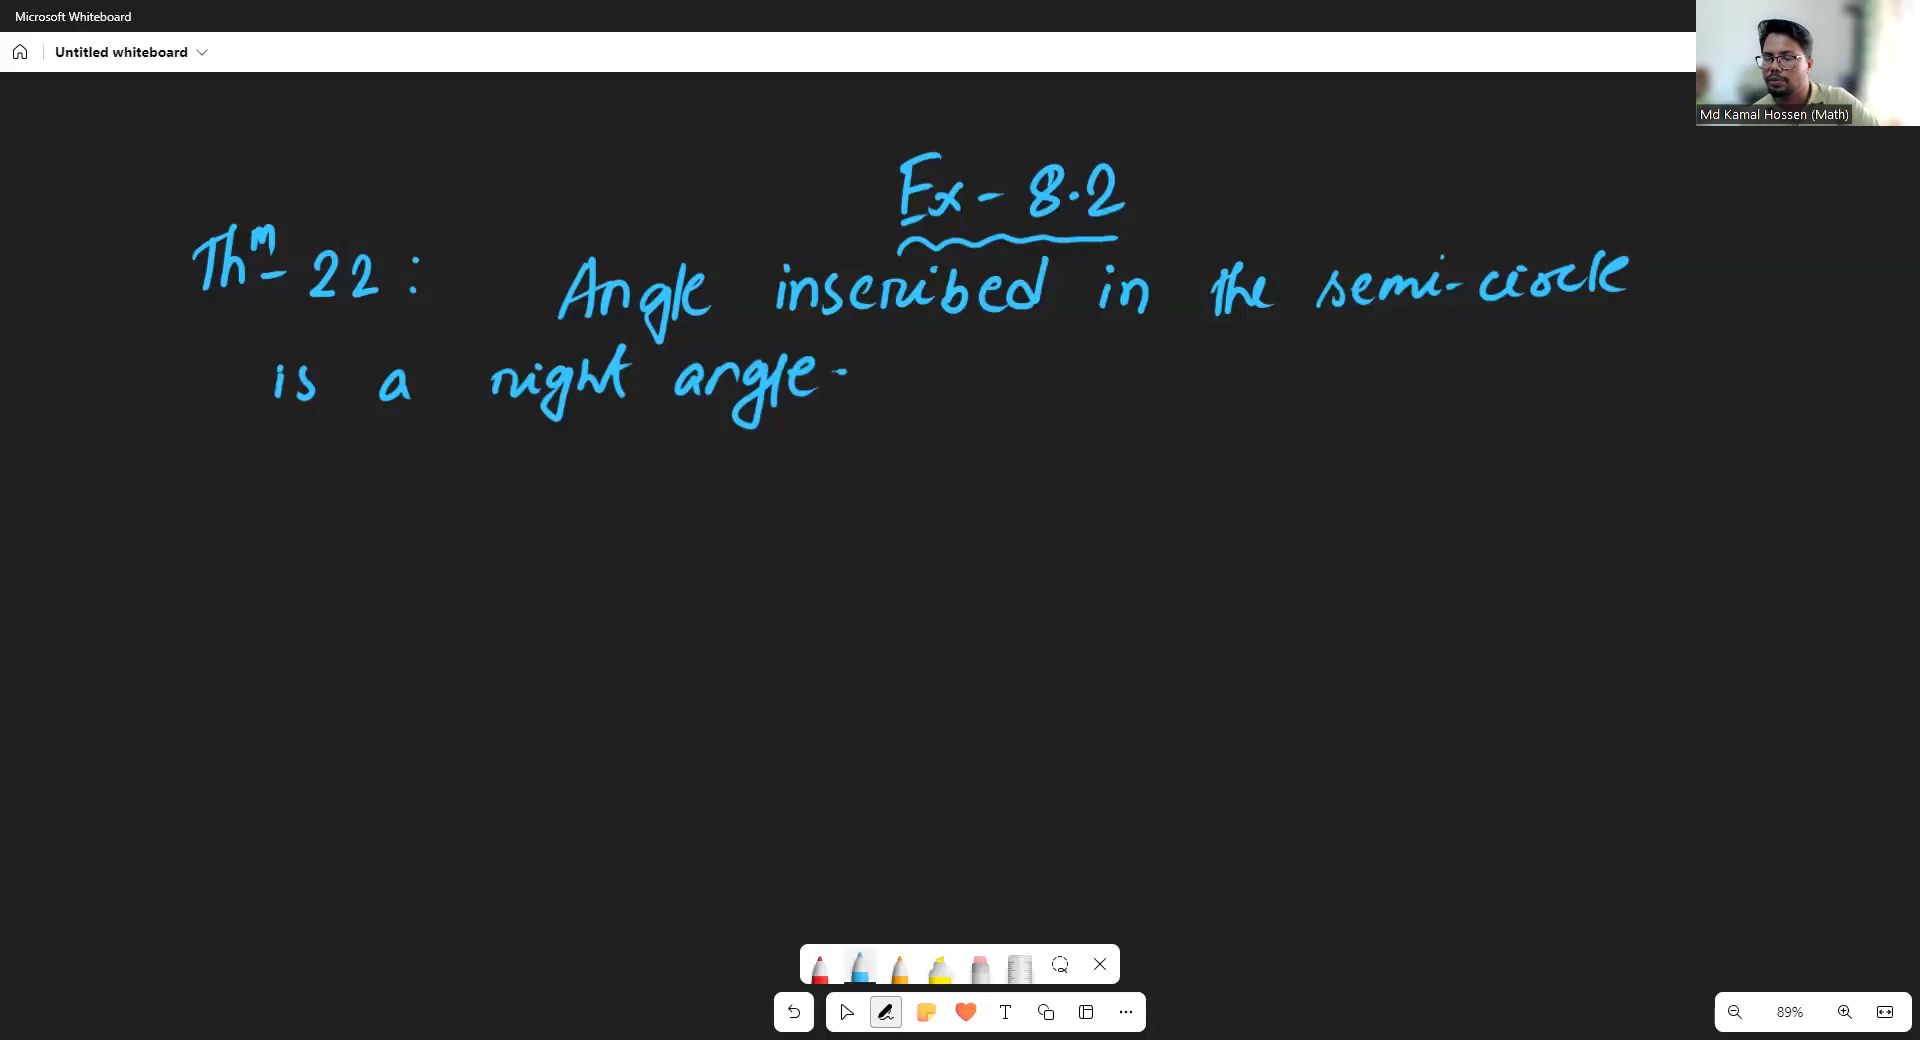 Microsoft Whiteboard
Untitled whiteboard
Md Kamal Hossen (Math)
Ex - 8.2
Thm - 22 : Angle inscribed in the semi-circle
is a right angle.
T
89%